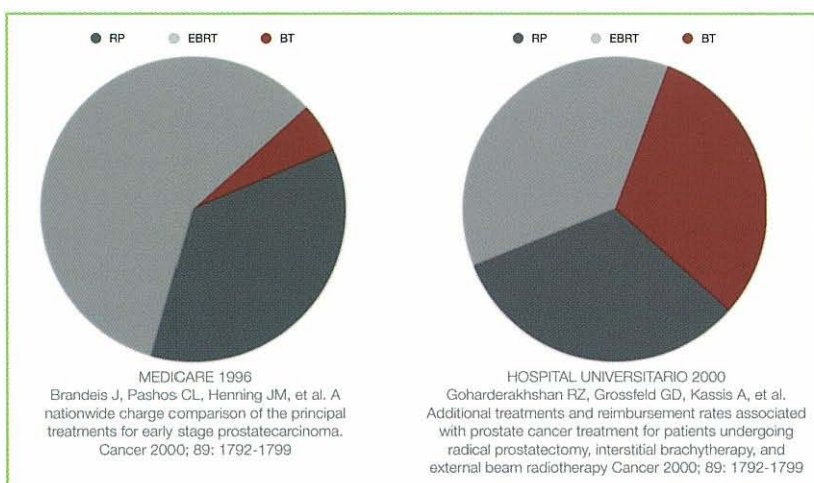 RP EBRT BT
MEDICARE 1996
Brandeis J, Pashos CL, Henning JM, et al. A
nationwide charge comparison of the principal
treatments for early stage prostatecarcinoma.
Cancer 2000; 89: 1792-1799
RP EBRT BT
HOSPITAL UNIVERSITARIO 2000
Goharderakhshan RZ, Grossfeld GD, Kassis A, et al.
Additional treatments and reimbursement rates associated
with prostate cancer treatment for patients undergoing
radical prostatectomy, interstitial brachytherapy, and
external beam radiotherapy Cancer 2000; 89: 1792-1799